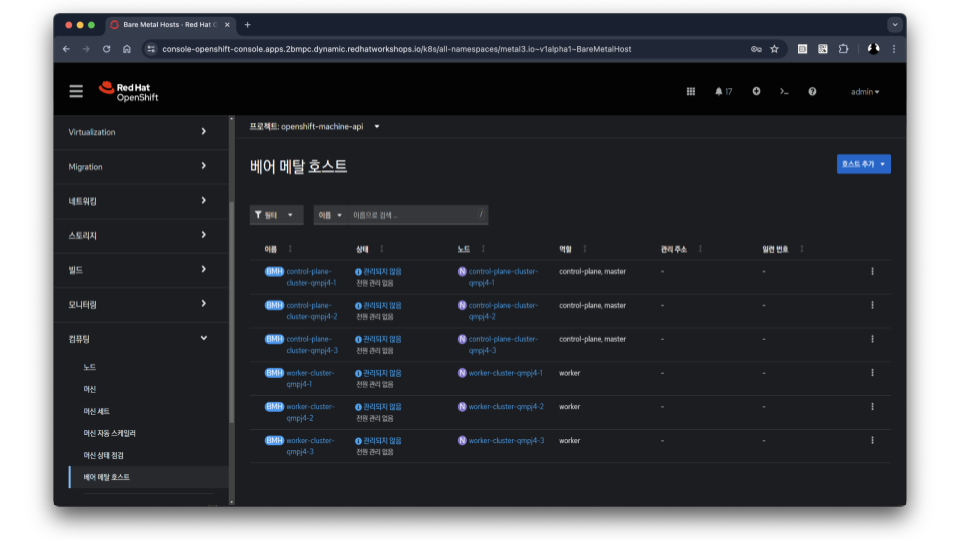 Bare Metal Hosts · Red Hat O
console-openshift-console.apps.2bmpc.dynamic.redhatworkshops.io/k8s/all-namespaces/metal3.io~v1alpha1~BareMetalHost
Red Hat
OpenShift
17
admin
Virtualization
Migration
네트워킹
스토리지
빌드
모니터링
컴퓨팅
노드
머신
머신 세트
머신 자동 스케일러
머신 상태 점검
베어 메탈 호스트
프로젝트: openshift-machine-api
베어 메탈 호스트
호스트 추가
필터 이름 이름으로 검색 ... /
이름 상태 노드 역할 관리 주소 일련 번호
BMH control-plane- 관리되지 않음 N control-plane-cluster- control-plane, master - -
cluster-qmpj4-1 전원 관리 없음 qmpj4-1
BMH control-plane- 관리되지 않음 N control-plane-cluster- control-plane, master - -
cluster-qmpj4-2 전원 관리 없음 qmpj4-2
BMH control-plane- 관리되지 않음 N control-plane-cluster- control-plane, master - -
cluster-qmpj4-3 전원 관리 없음 qmpj4-3
BMH worker-cluster- 관리되지 않음 N worker-cluster-qmpj4-1 worker - -
qmpj4-1 전원 관리 없음
BMH worker-cluster- 관리되지 않음 N worker-cluster-qmpj4-2 worker - -
qmpj4-2 전원 관리 없음
BMH worker-cluster- 관리되지 않음 N worker-cluster-qmpj4-3 worker - -
qmpj4-3 전원 관리 없음